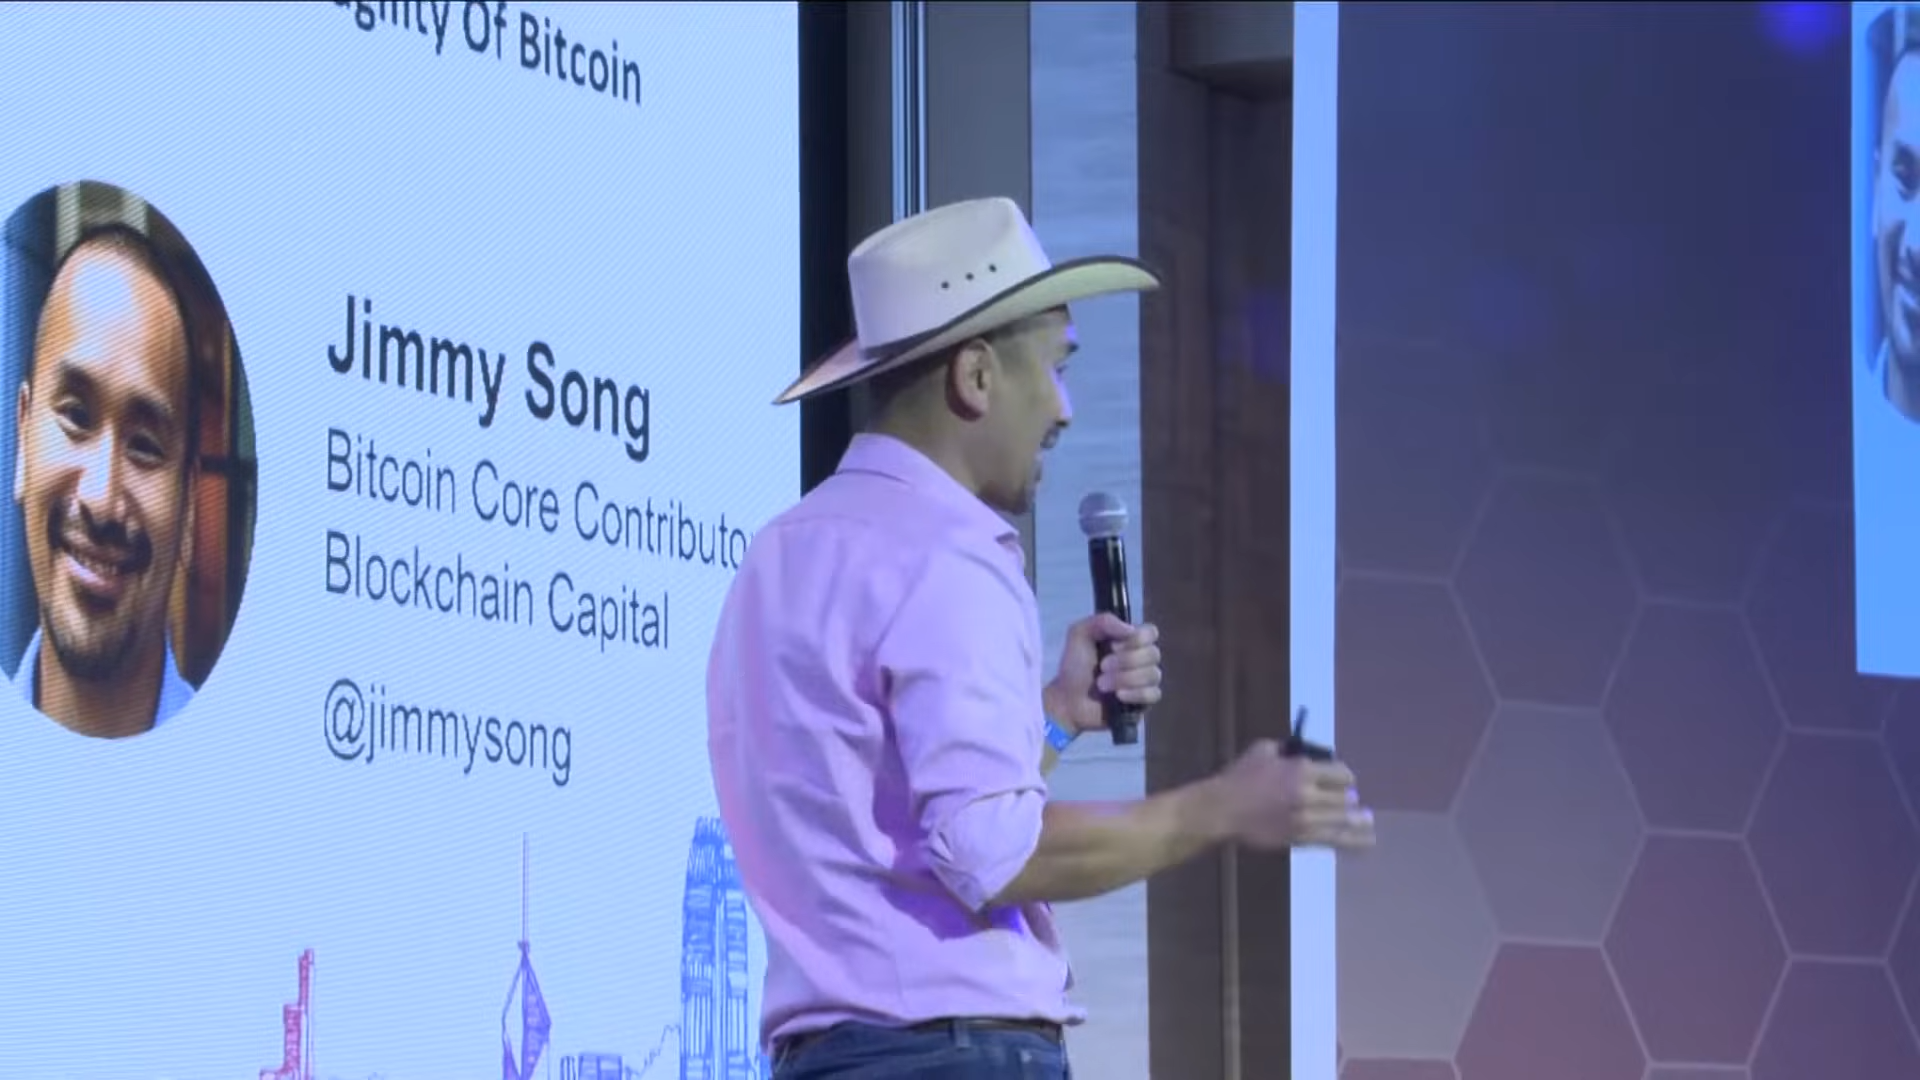 Of Bitcoin
Jimmy Song
Bitcoin Core Contributo
Blockchain Capital
@jimmysong